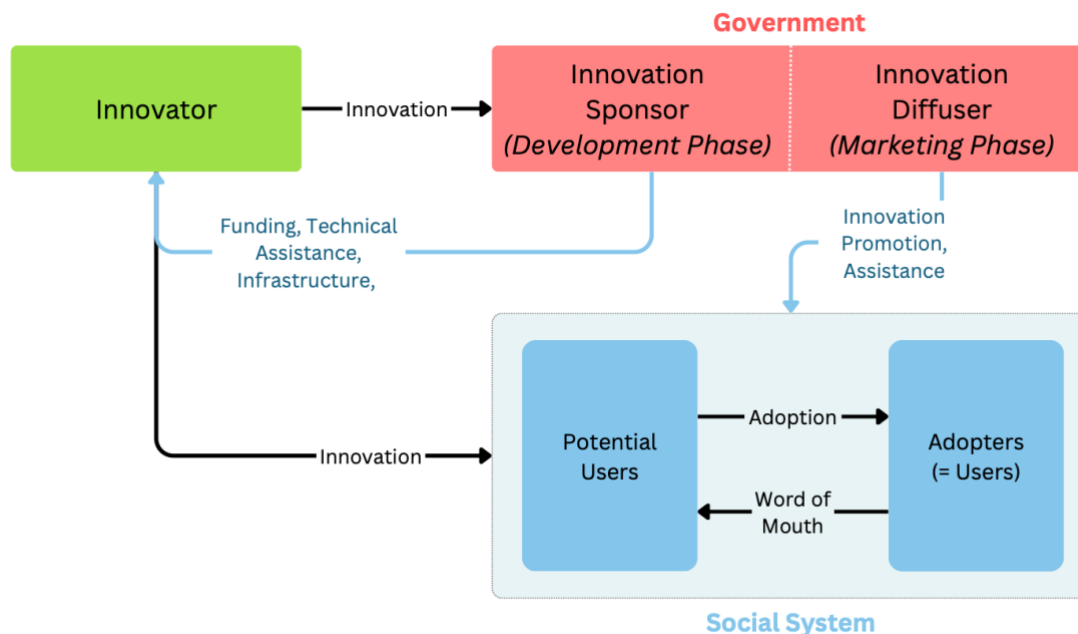 Government
Innovator
Innovation
Innovation
Sponsor
(Development Phase)
Innovation
Diffuser
(Marketing Phase)
Funding, Technical
Assistance,
Infrastructure,
Innovation
Promotion,
Assistance
Innovation
Potential
Users
Adoption
Word of
Mouth
Adopters
(= Users)
Social System